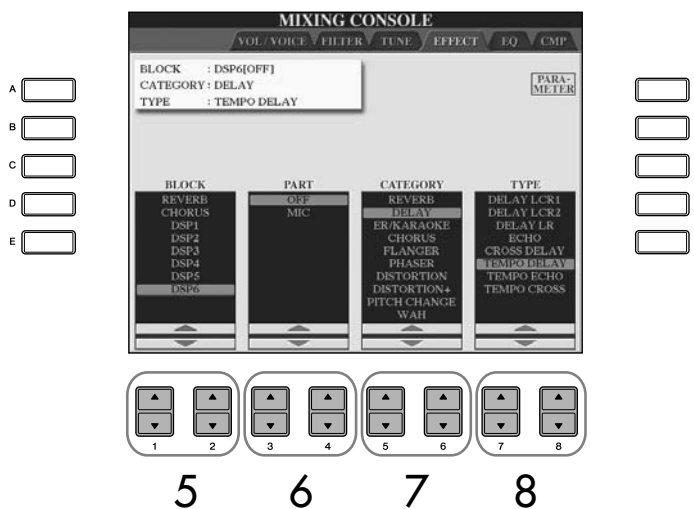 MIXING CONSOLE
VOL/VOICE FILTER TUNE EFFECT EQ CMP
BLOCK : DSP6[OFF]
CATEGORY : DELAY
TYPE : TEMPO DELAY
PARA-
METER
A
B
C
D
E
BLOCK
REVERB
CHORUS
DSP1
DSP2
DSP3
DSP4
DSP5
DSP6
PART
OFF
MIC
CATEGORY
REVERB
DELAY
ER/KARAOKE
CHORUS
FLANGER
PHASER
DISTORTION
DISTORTION+
PITCH CHANGE
WAH
TYPE
DELAY LCR1
DELAY LCR2
DELAY LR
ECHO
CROSS DELAY
TEMPO DELAY
TEMPO ECHO
TEMPO CROSS
1 2 3 4 5 6 7 8
5 6 7 8